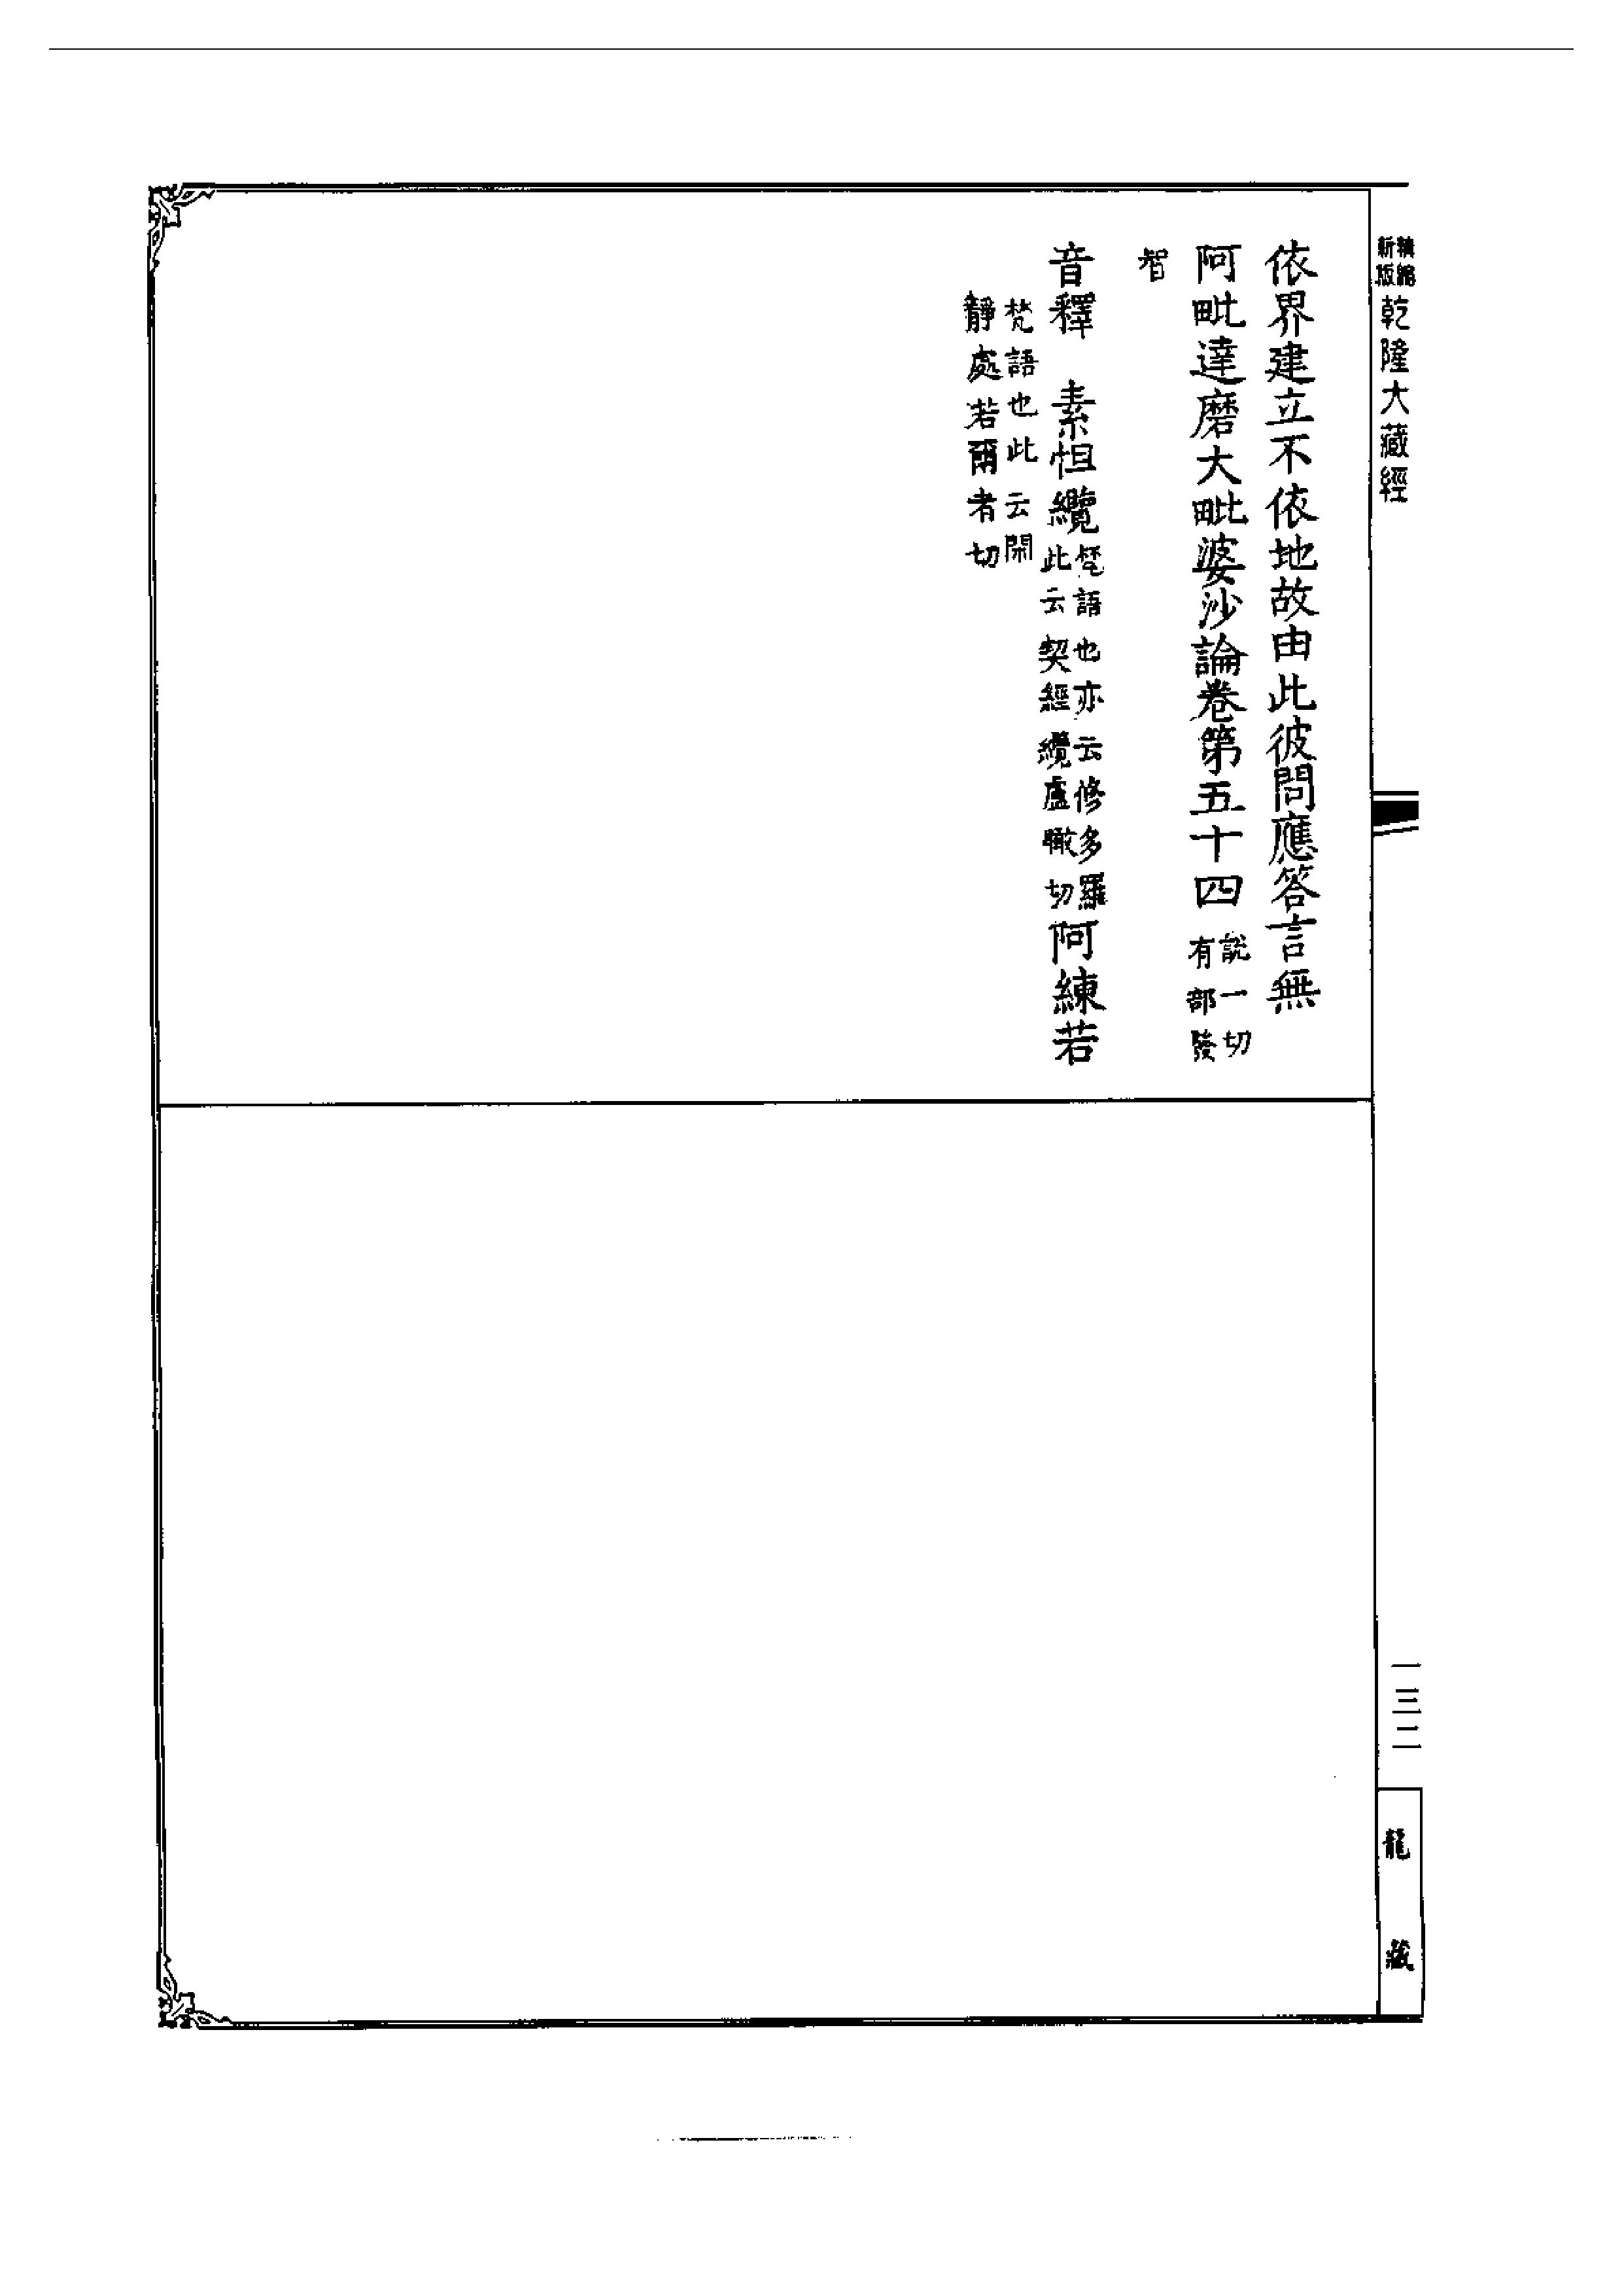 新編縮版乾隆大藏經
依界建立不依地故由此彼問應答言無
阿毗達磨大毗婆沙論卷第五十四說一切有部發
智
音釋 素怛纜梵語也亦云修多羅此云契經纜盧瞰切阿練若
梵語也此云閑
靜處若爾者切
一三二
龍藏